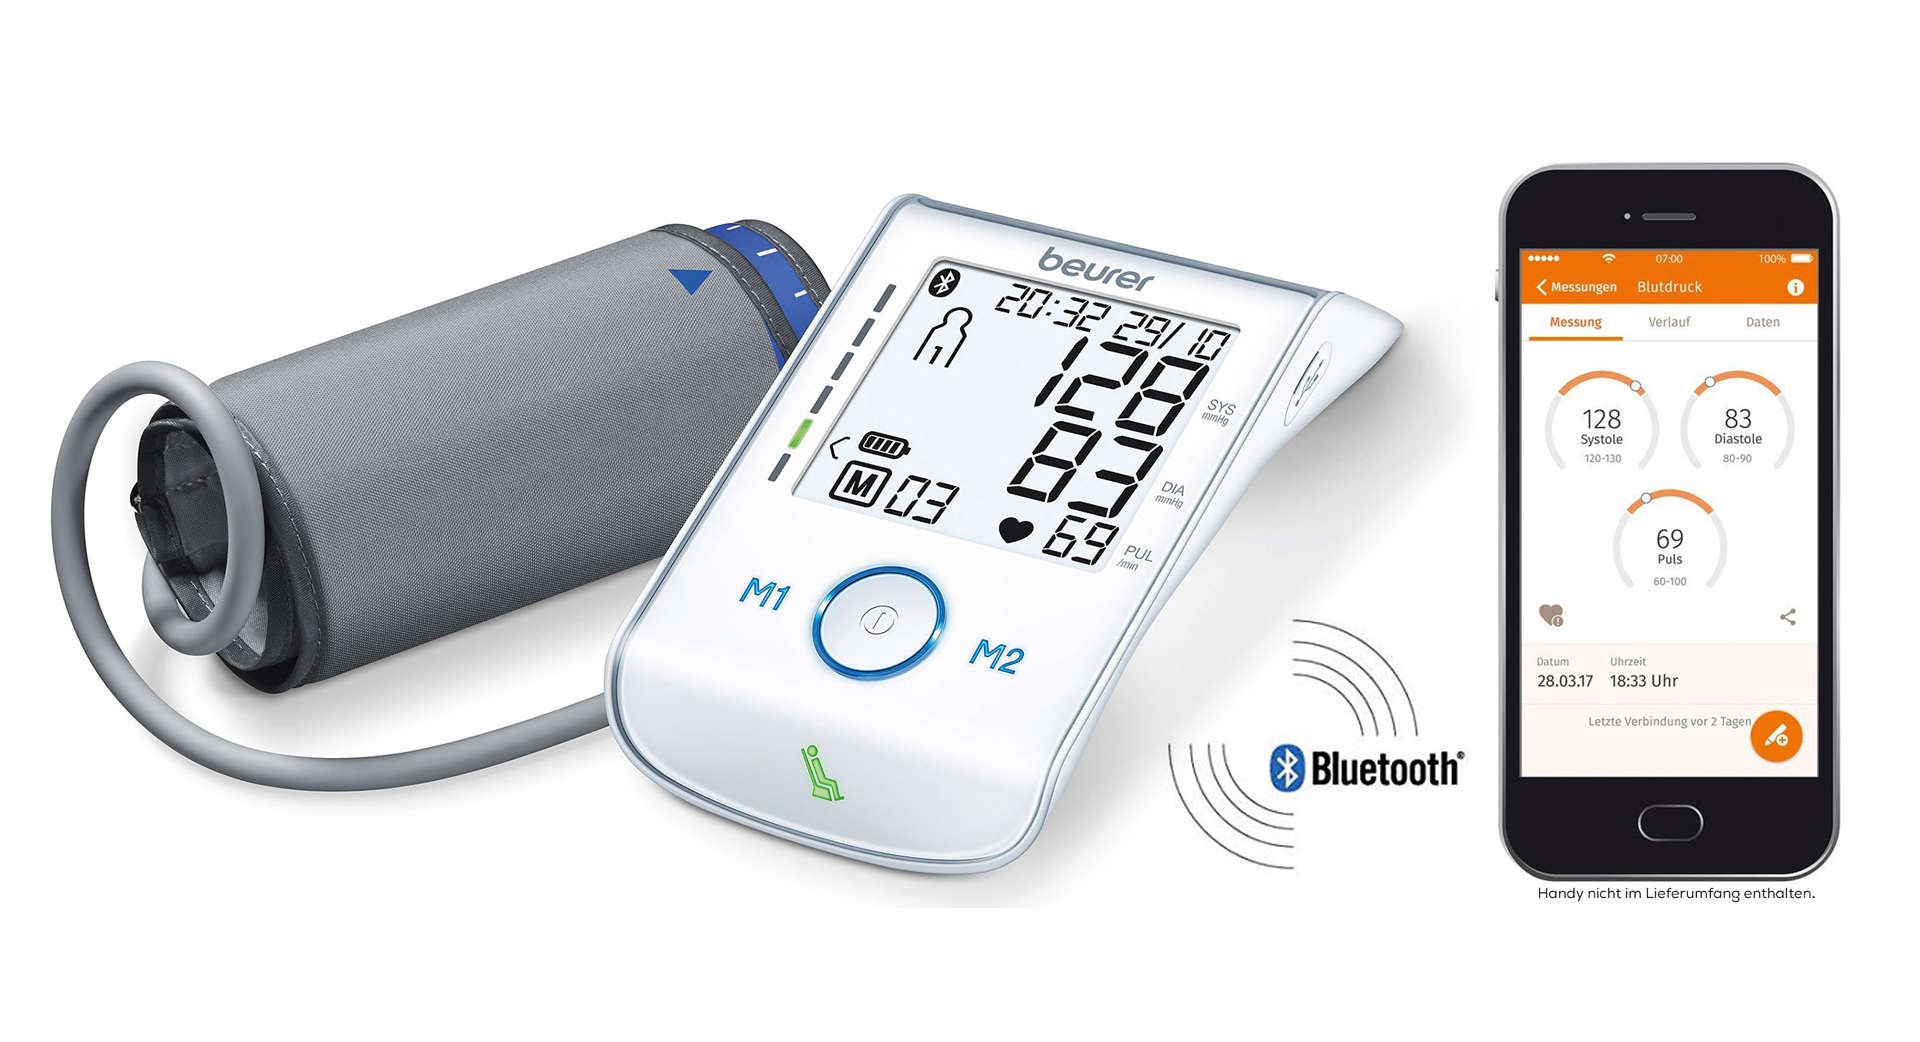 beurer
20:32 29/10
1
128
SYS
mmHg
83
DIA
mmHg
M 03
69
PUL
/min
M1
M2
Bluetooth®
07:00
100%
Messungen Blutdruck
Messung Verlauf Daten
128
Systole
120-130
83
Diastole
80-90
69
Puls
60-100
Datum Uhrzeit
28.03.17 18:33 Uhr
Letzte Verbindung vor 2 Tagen
Handy nicht im Lieferumfang enthalten.